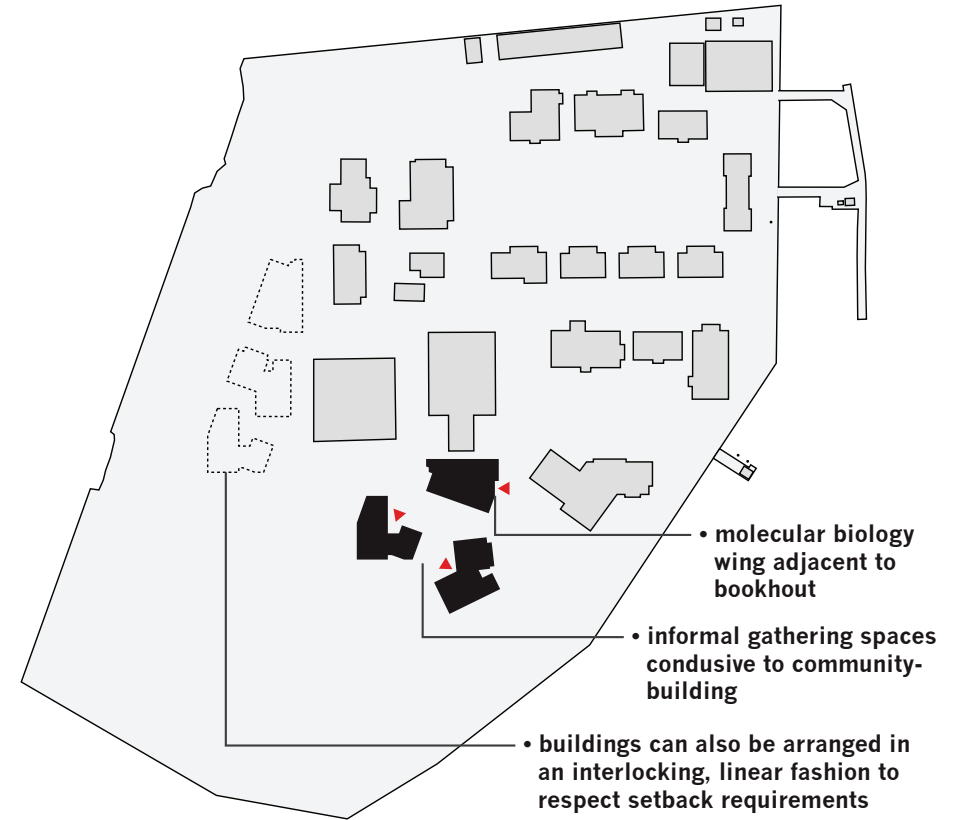 • molecular biology
wing adjacent to
bookhout
• informal gathering spaces
condusive to community-
building
• buildings can also be arranged in
an interlocking, linear fashion to
respect setback requirements